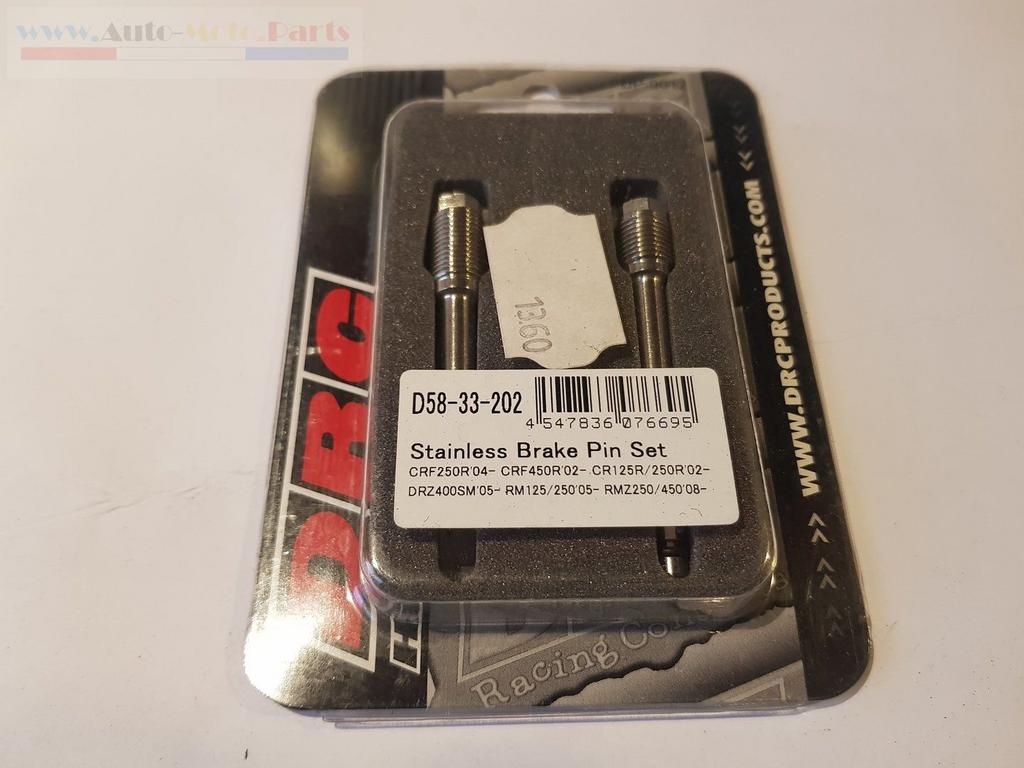 www.Auto-Moto.Parts
DRC
WWW.DRCPRODUCTS.COM
1360
D58-33-202
4 547836 076695
Stainless Brake Pin Set
CRF250R'04- CRF450R'02- CR125R/250R'02-
DRZ400SM'05- RM125/250'05- RMZ250/450'08-
Racing